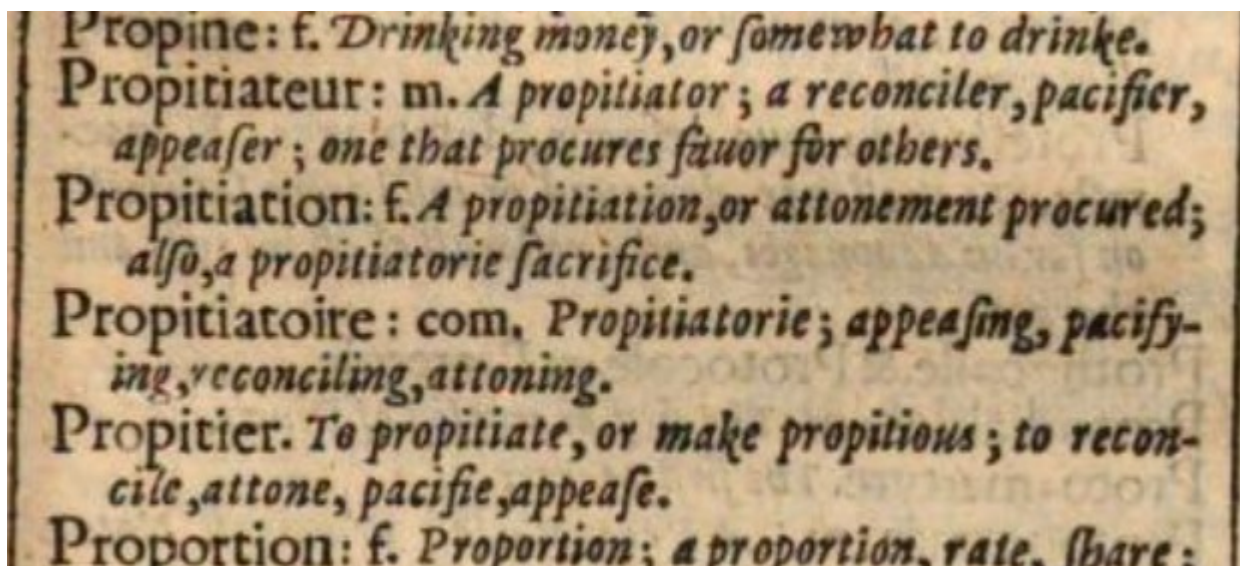 Propine: f. Drinking money, or ſomewhat to drinke.
Propitiateur: m. A propitiator; a reconciler, pacifier,
appeaſer; one that procures fauor for others.
Propitiation: f. A propitiation, or attonement procured;
alſo, a propitiatorie ſacrifice.
Propitiatoire: com. Propitiatorie; appeaſing, pacify-
ing, reconciling, attoning.
Propitier. To propitiate, or make propitious; to recon-
cile, attone, pacifie, appeaſe.
Proportion: f. Proportion; a proportion, rate, ſhare;